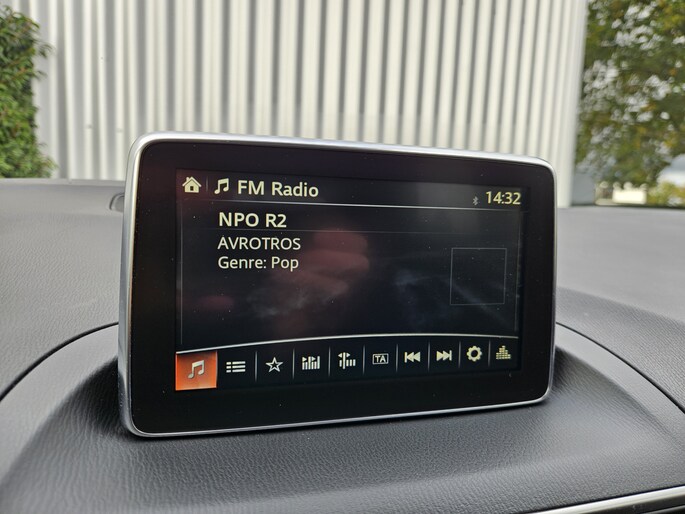 FM Radio
14:32
NPO R2
AVROTROS
Genre: Pop
TA